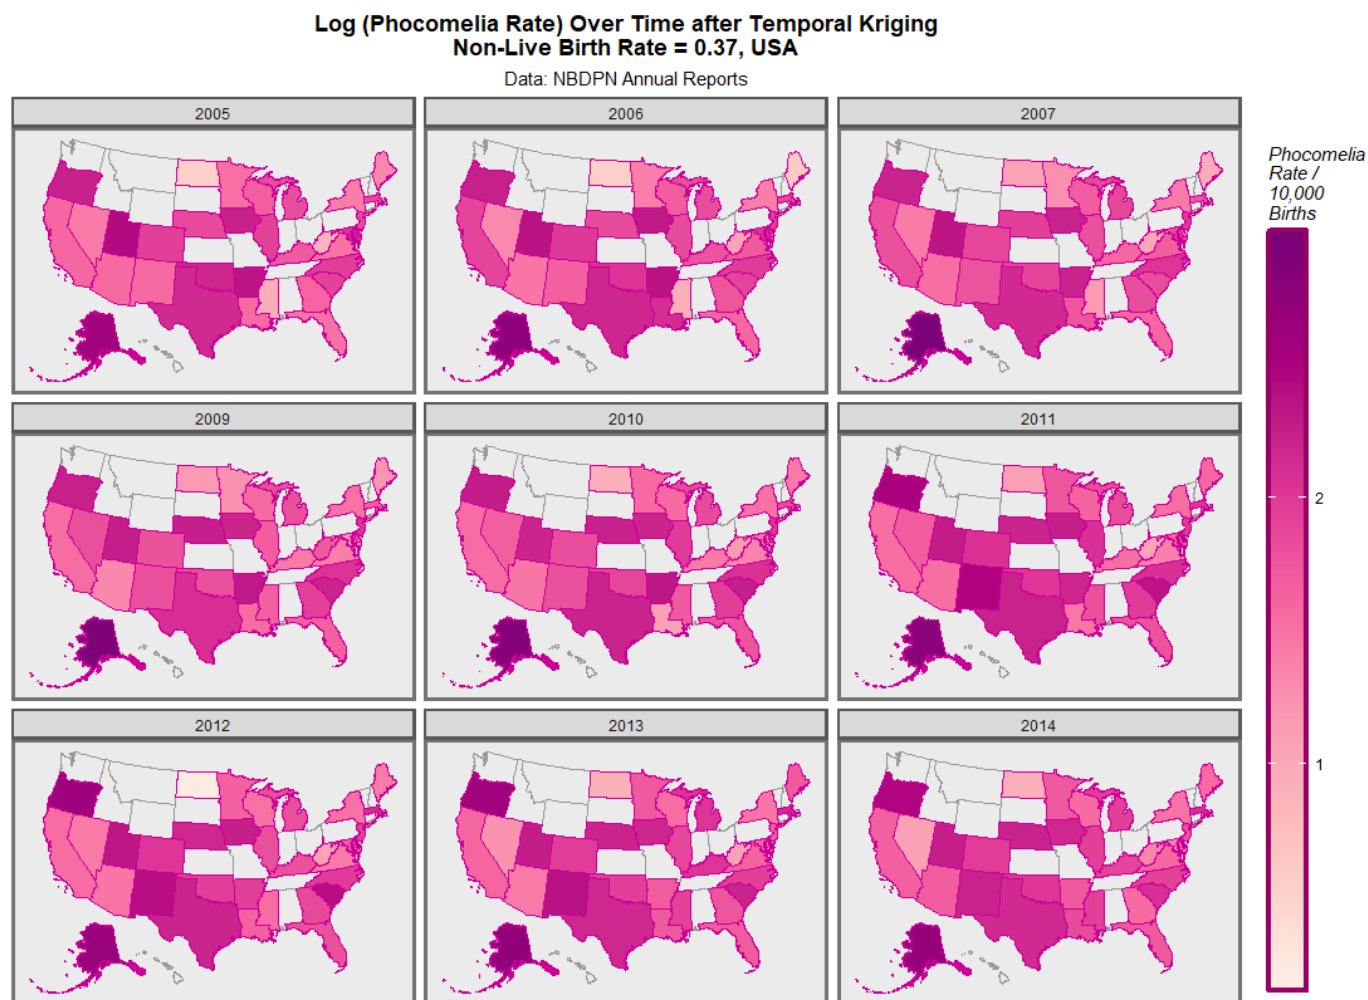 Log (Phocomelia Rate) Over Time after Temporal Kriging
Non-Live Birth Rate = 0.37, USA
Data: NBDPN Annual Reports
2005
2006
2007
2009
2010
2011
2012
2013
2014
Phocomelia
Rate /
10,000
Births
2
1